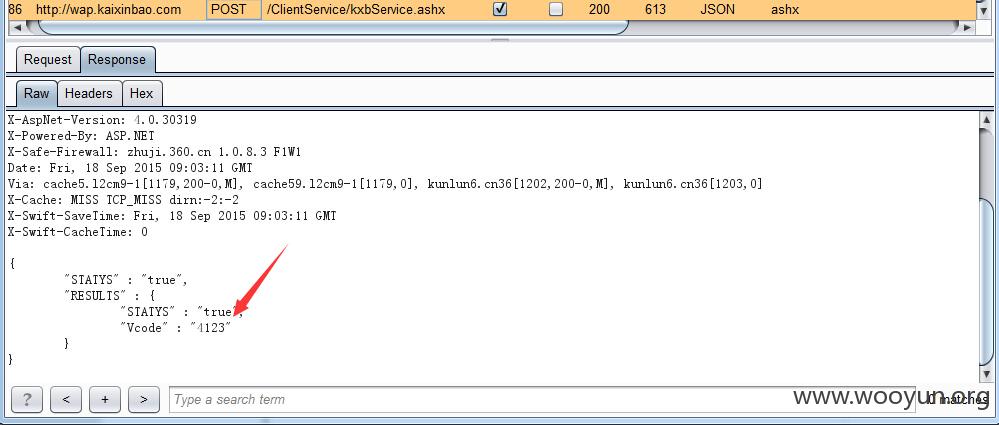 86 http://wap.kaixinbao.com POST /ClientService/kxbService.ashx 200 613 JSON ashx
Request Response
Raw Headers Hex
X-AspNet-Version: 4.0.30319
X-Powered-By: ASP.NET
X-Safe-Firewall: zhuji.360.cn 1.0.8.3 F1W1
Date: Fri, 18 Sep 2015 09:03:11 GMT
Via: cache5.l2cm9-1[1179,200-0,M], cache59.l2cm9-1[1179,0], kunlun6.cn36[1202,200-0,M], kunlun6.cn36[1203,0]
X-Cache: MISS TCP_MISS dirn:-2:-2
X-Swift-SaveTime: Fri, 18 Sep 2015 09:03:11 GMT
X-Swift-CacheTime: 0
{
"STATYS" : "true",
"RESULTS" : {
"STATYS" : "true",
"Vcode" : "4123"
}
}
? < + > Type a search term 0 matches
www.wooyun.org